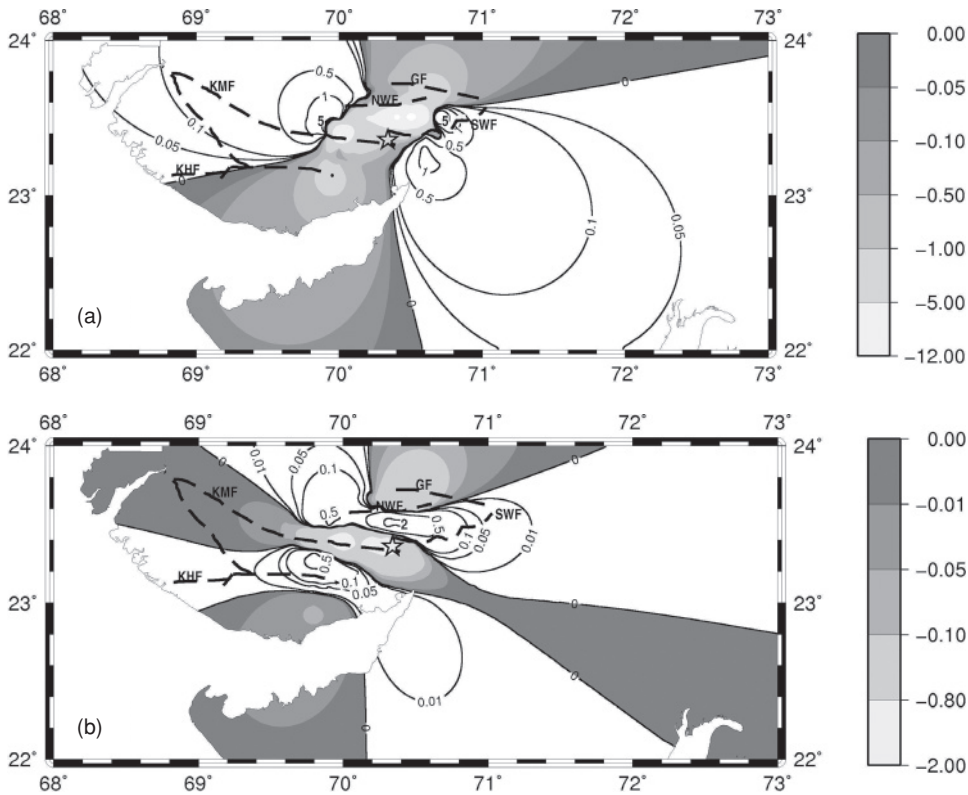 68˚ 69˚ 70˚ 71˚ 72˚ 73˚
24˚ 24˚
0.5
KMF GF 0
1 NWF
5 5 SWF
0.1 0.5
0.05 1
KHF 0 0.5
23˚ 23˚
0.1 0.05
(a) 0
22˚ 22˚
68˚ 69˚ 70˚ 71˚ 72˚ 73˚
0.00
−0.05
−0.10
−0.50
−1.00
−5.00
−12.00
68˚ 69˚ 70˚ 71˚ 72˚ 73˚
24˚ 24˚
0 0.01 0.05 0
0.1
KMF GF
0.5 NWF SWF
2 0.5 0.1 0.05 0.01
KHF 0.5
0.1
0.05
23˚ 23˚
0 0
0.01 0
(b) 0
22˚ 22˚
68˚ 69˚ 70˚ 71˚ 72˚ 73˚
0.00
−0.01
−0.05
−0.10
−0.80
−2.00